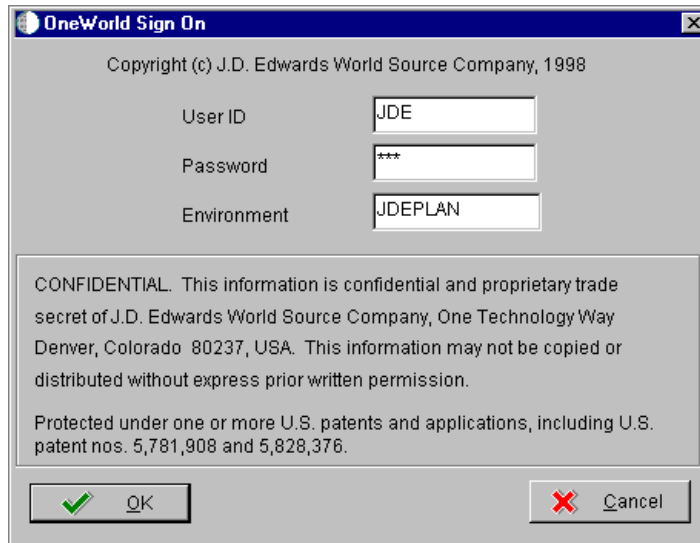 OneWorld Sign On
Copyright (c) J.D. Edwards World Source Company, 1998
User ID
JDE
Password
***
Environment
JDEPLAN
CONFIDENTIAL.  This information is confidential and proprietary trade
secret of J.D. Edwards World Source Company, One Technology Way
Denver, Colorado  80237, USA.  This information may not be copied or
distributed without express prior written permission.
Protected under one or more U.S. patents and applications, including U.S.
patent nos. 5,781,908 and 5,828,376.
OK
Cancel